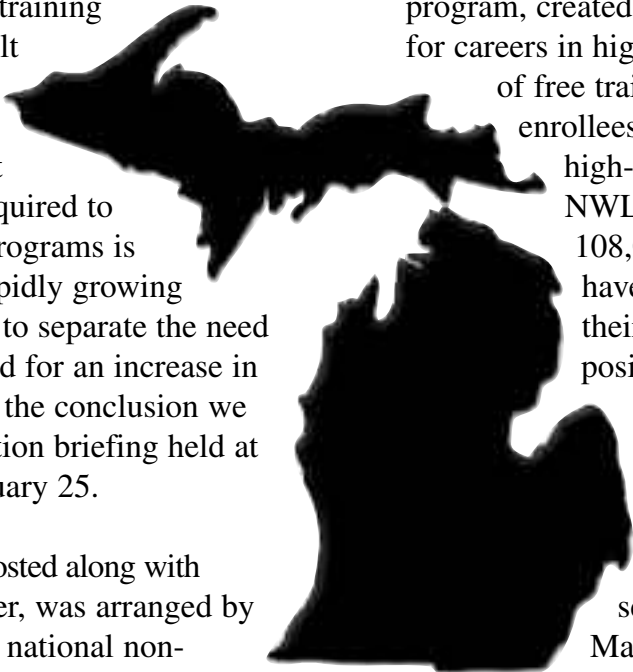 training
lt
t
quired to
rograms is
pidly growing
to separate the need
d for an increase in
the conclusion we
tion briefing held at
uary 25.
osted along with
er, was arranged by
national non-
program, created
for careers in hig
of free trai
enrollees
high-
NWL
108,
have
thei
posi
so
Ma